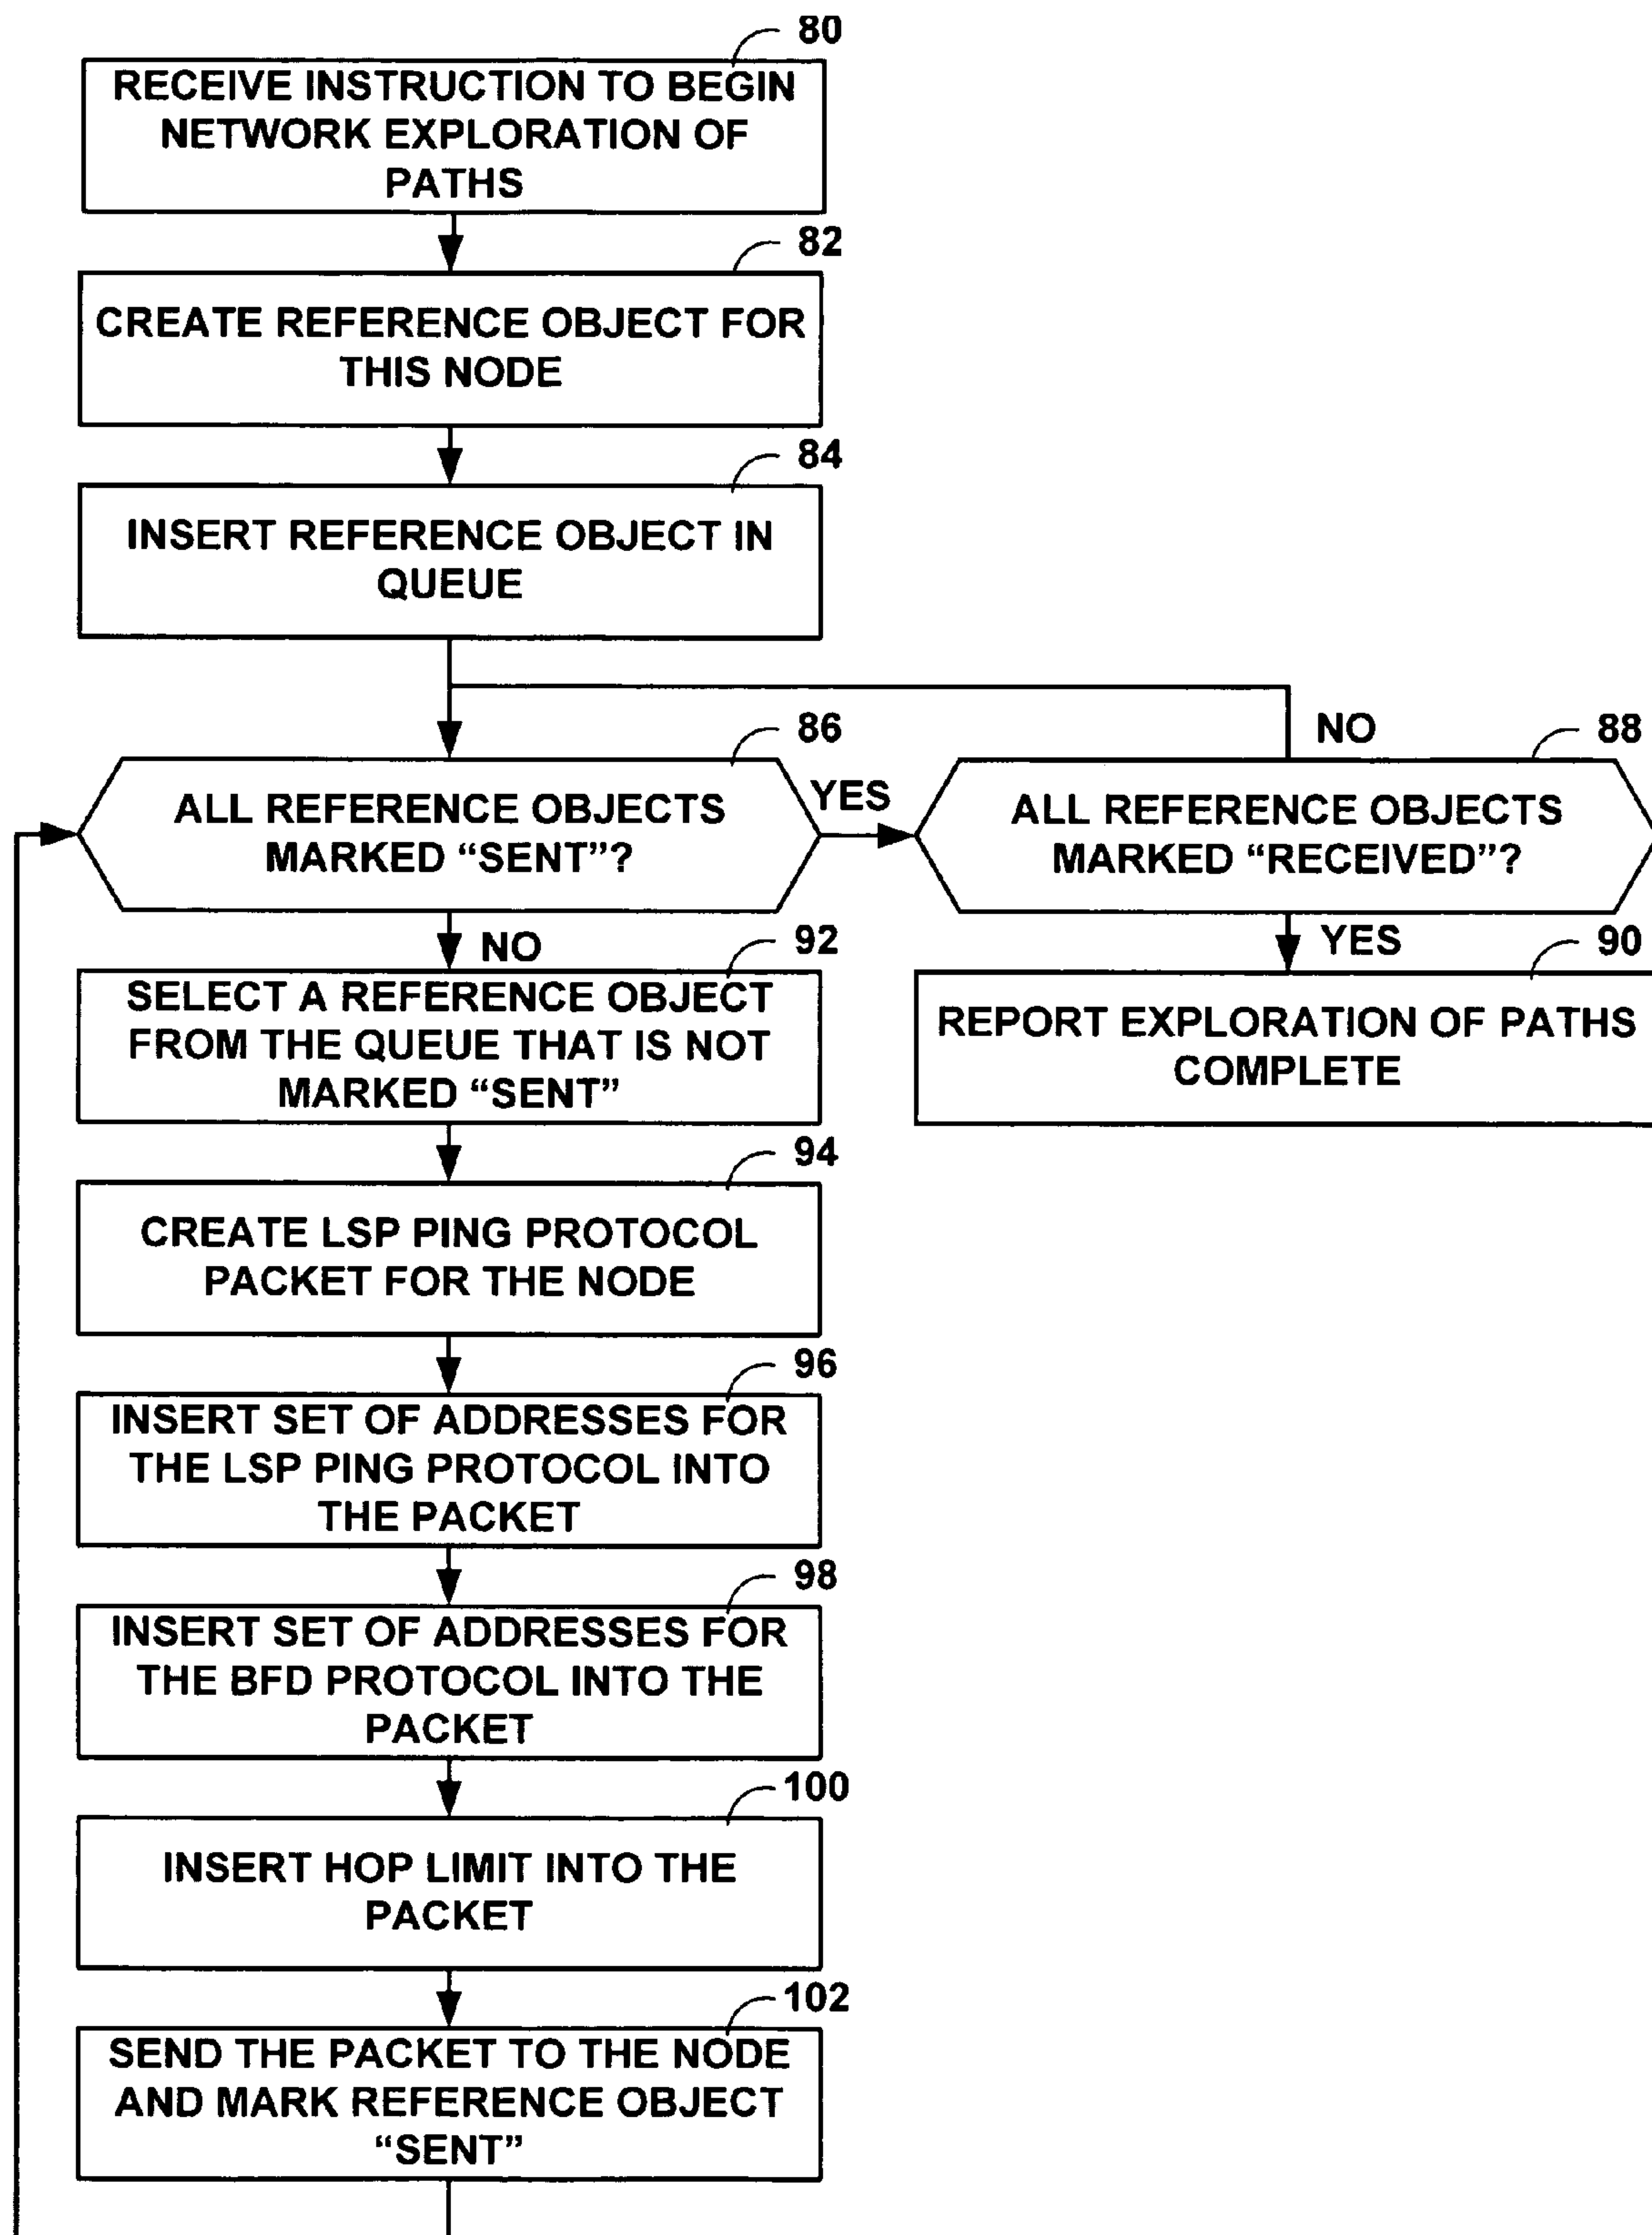 80
RECEIVE INSTRUCTION TO BEGIN
NETWORK EXPLORATION OF
PATHS
82
CREATE REFERENCE OBJECT FOR
THIS NODE
84
INSERT REFERENCE OBJECT IN
QUEUE
86
ALL REFERENCE OBJECTS
MARKED “SENT”?
YES
NO
88
ALL REFERENCE OBJECTS
MARKED “RECEIVED”?
NO
YES
90
REPORT EXPLORATION OF PATHS
COMPLETE
92
SELECT A REFERENCE OBJECT
FROM THE QUEUE THAT IS NOT
MARKED “SENT”
94
CREATE LSP PING PROTOCOL
PACKET FOR THE NODE
96
INSERT SET OF ADDRESSES FOR
THE LSP PING PROTOCOL INTO
THE PACKET
98
INSERT SET OF ADDRESSES FOR
THE BFD PROTOCOL INTO THE
PACKET
100
INSERT HOP LIMIT INTO THE
PACKET
102
SEND THE PACKET TO THE NODE
AND MARK REFERENCE OBJECT
“SENT”